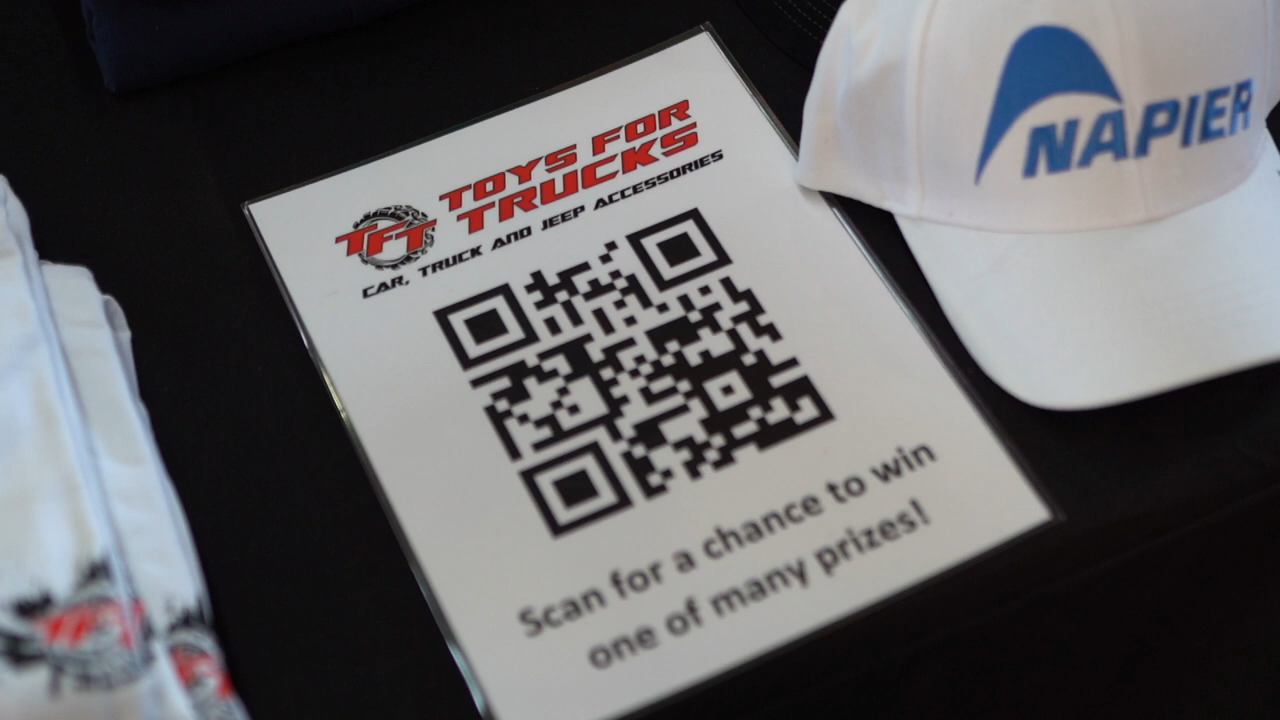 TOYS FOR
TRUCKS
TFT
CAR, TRUCK AND JEEP ACCESSORIES
Scan for a chance to win
one of many prizes!
NAPIER
TFT